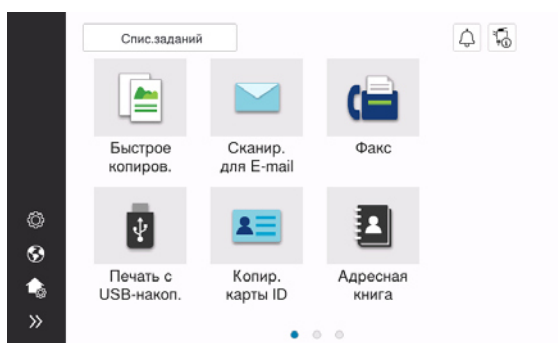 Спис.заданий
Быстрое
копиров.
Сканир.
для E-mail
Факс
Печать с
USB-накоп.
Копир.
карты ID
Адресная
книга